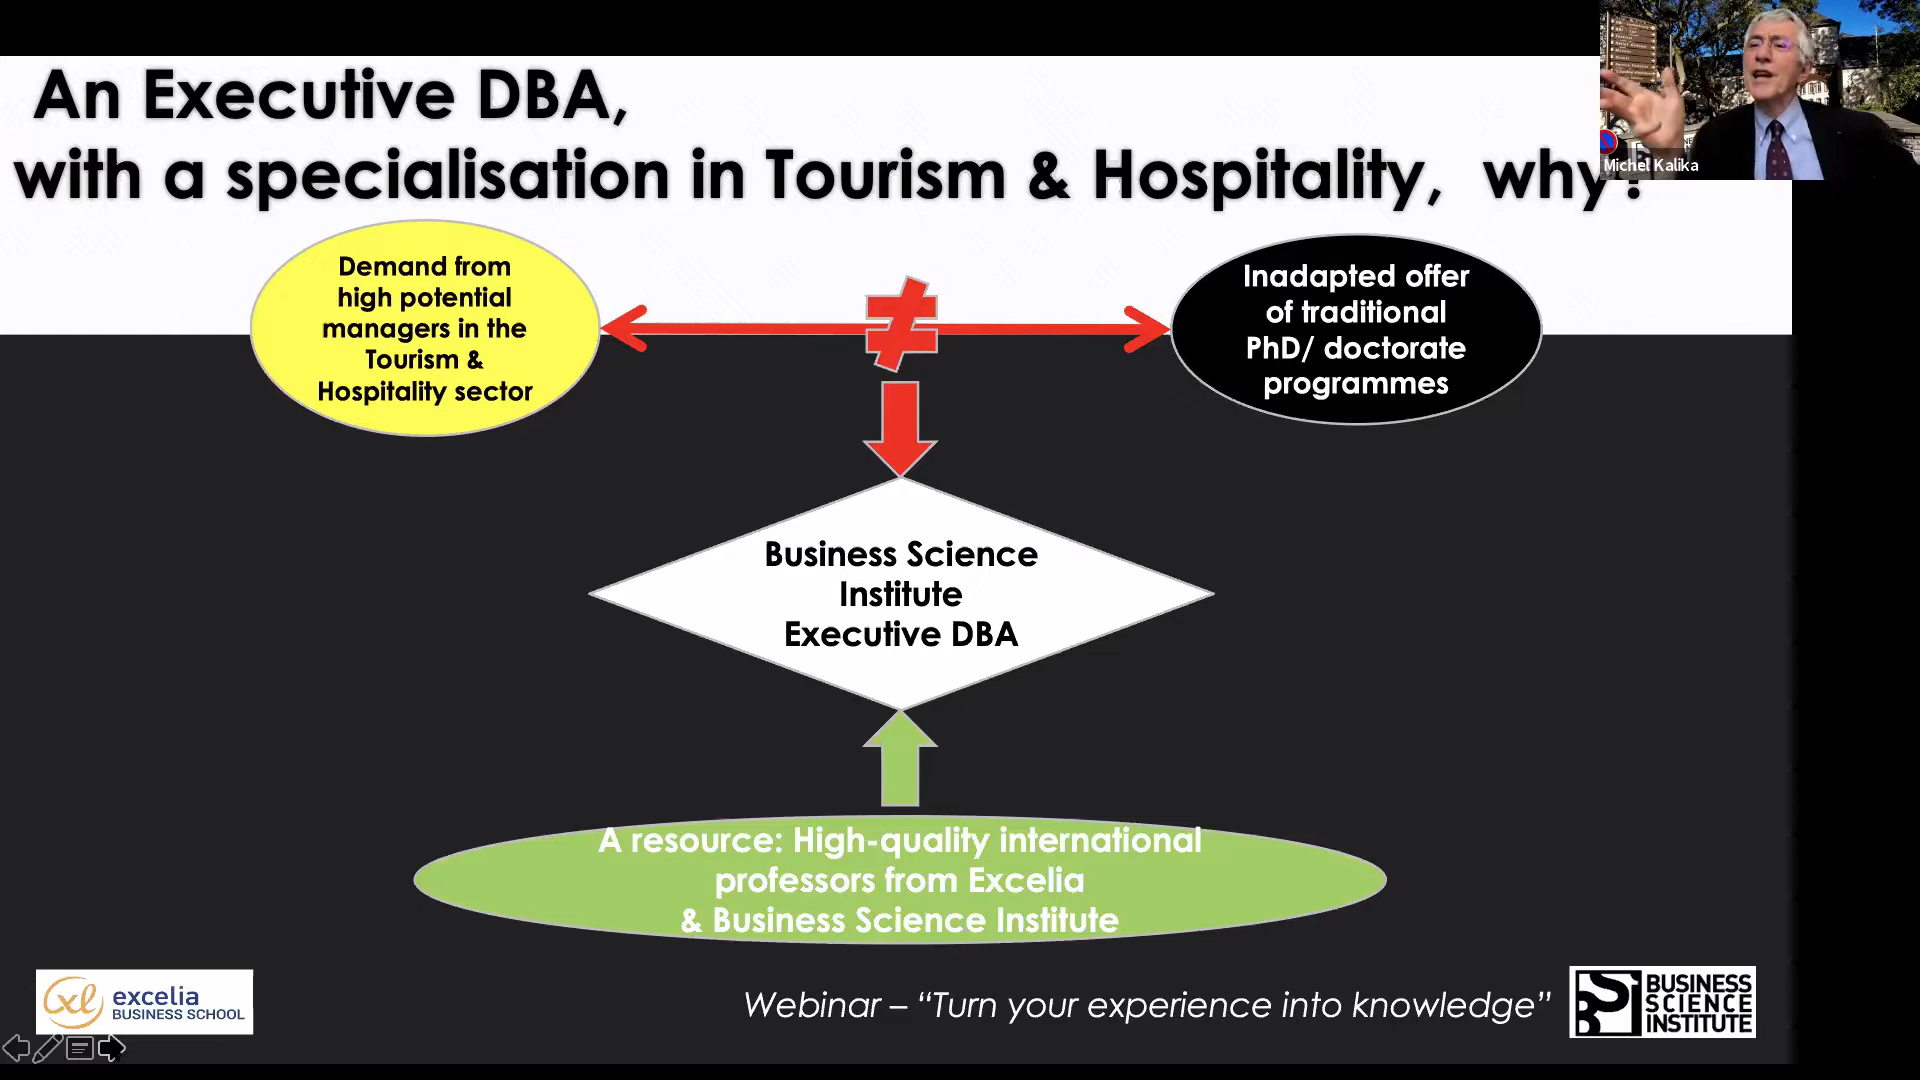 An Executive DBA,
with a specialisation in Tourism & Hospitality, why?
Michel Kalika
Demand from
high potential
managers in the
Tourism &
Hospitality sector
≠
Inadapted offer
of traditional
PhD/ doctorate
programmes
Business Science
Institute
Executive DBA
A resource: High-quality international
professors from Excelia
& Business Science Institute
excelia
BUSINESS SCHOOL
Webinar – “Turn your experience into knowledge”
BUSINESS
SCIENCE
INSTITUTE